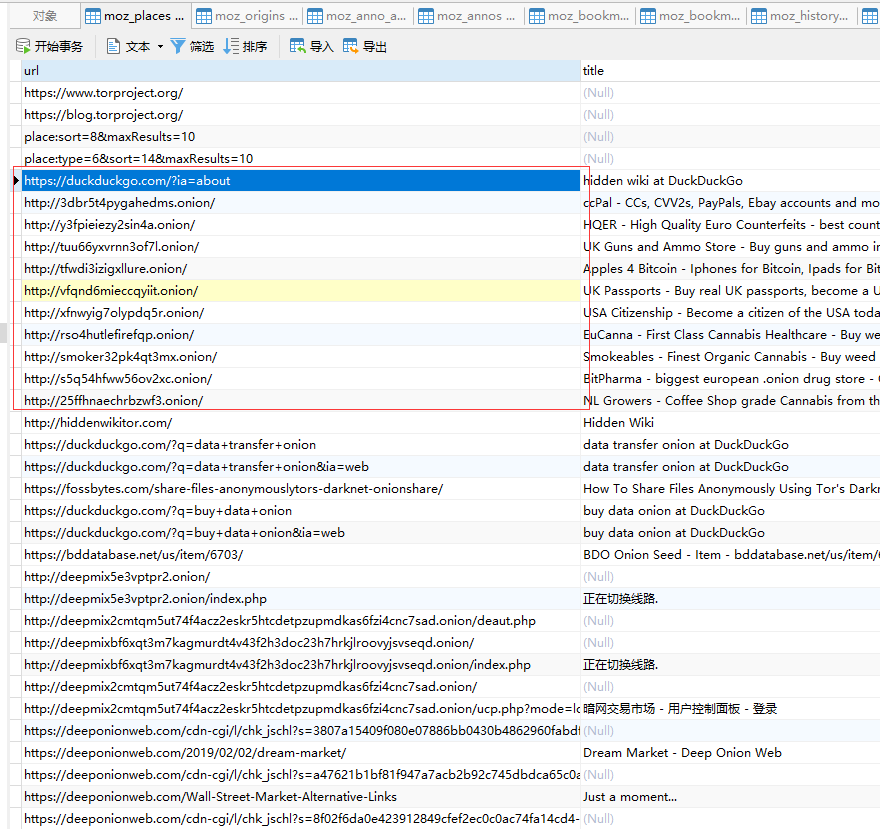 对象 moz_places ... moz_origins ... moz_anno_a... moz_annos ... moz_bookm... moz_bookm... moz_history...
开始事务 文本 筛选 排序 导入 导出
url title
https://www.torproject.org/ (Null)
https://blog.torproject.org/ (Null)
place:sort=8&maxResults=10 (Null)
place:type=6&sort=14&maxResults=10 (Null)
https://duckduckgo.com/?ia=about hidden wiki at DuckDuckGo
http://3dbr5t4pygahedms.onion/ ccPal - CCs, CVV2s, PayPals, Ebay accounts and mo
http://y3fpieiezy2sin4a.onion/ HQER - High Quality Euro Counterfeits - best count
http://tuu66yxvrnn3of7l.onion/ UK Guns and Ammo Store - Buy guns and ammo i
http://tfwdi3izigxllure.onion/ Apples 4 Bitcoin - Iphones for Bitcoin, Ipads for Bit
http://vfqnd6mieccqyiit.onion/ UK Passports - Buy real UK passports, become a U
http://xfnwyig7olypdq5r.onion/ USA Citizenship - Become a citizen of the USA toda
http://rso4hutlefirefqp.onion/ EuCanna - First Class Cannabis Healthcare - Buy we
http://smoker32pk4qt3mx.onion/ Smokeables - Finest Organic Cannabis - Buy weed
http://s5q54hfww56ov2xc.onion/ BitPharma - biggest european .onion drug store -
http://25ffhnaechrbzwf3.onion/ NL Growers - Coffee Shop grade Cannabis from th
http://hiddenwikitor.com/ Hidden Wiki
https://duckduckgo.com/?q=data+transfer+onion data transfer onion at DuckDuckGo
https://duckduckgo.com/?q=data+transfer+onion&ia=web data transfer onion at DuckDuckGo
https://fossbytes.com/share-files-anonymouslytors-darknet-onionshare/ How To Share Files Anonymously Using Tor's Darkn
https://duckduckgo.com/?q=buy+data+onion buy data onion at DuckDuckGo
https://duckduckgo.com/?q=buy+data+onion&ia=web buy data onion at DuckDuckGo
https://bddatabase.net/us/item/6703/ BDO Onion Seed - Item - bddatabase.net/us/item/6
http://deepmix5e3vptpr2.onion/ (Null)
http://deepmix5e3vptpr2.onion/index.php 正在切换线路.
http://deepmix2cmtqm5ut74f4acz2eskr5htcdetpzupmdkas6fzi4cnc7sad.onion/deaut.php (Null)
http://deepmixbf6xqt3m7kagmurdt4v43f2h3doc23h7hrkjlroovyjsvseqd.onion/ (Null)
http://deepmixbf6xqt3m7kagmurdt4v43f2h3doc23h7hrkjlroovyjsvseqd.onion/index.php 正在切换线路.
http://deepmix2cmtqm5ut74f4acz2eskr5htcdetpzupmdkas6fzi4cnc7sad.onion/ (Null)
http://deepmix2cmtqm5ut74f4acz2eskr5htcdetpzupmdkas6fzi4cnc7sad.onion/ucp.php?mode=lo 暗网交易市场 - 用户控制面板 - 登录
https://deeponionweb.com/cdn-cgi/l/chk_jschl?s=3807a15409f080e07886bb0430b4862960fabdf (Null)
https://deeponionweb.com/2019/02/02/dream-market/ Dream Market - Deep Onion Web
https://deeponionweb.com/cdn-cgi/l/chk_jschl?s=a47621b1bf81f947a7acb2b92c745dbdca65c0a (Null)
https://deeponionweb.com/Wall-Street-Market-Alternative-Links Just a moment...
https://deeponionweb.com/cdn-cgi/l/chk_jschl?s=8f02f6da0e423912849cfef2ec0c0ac74fa14cd4- (Null)